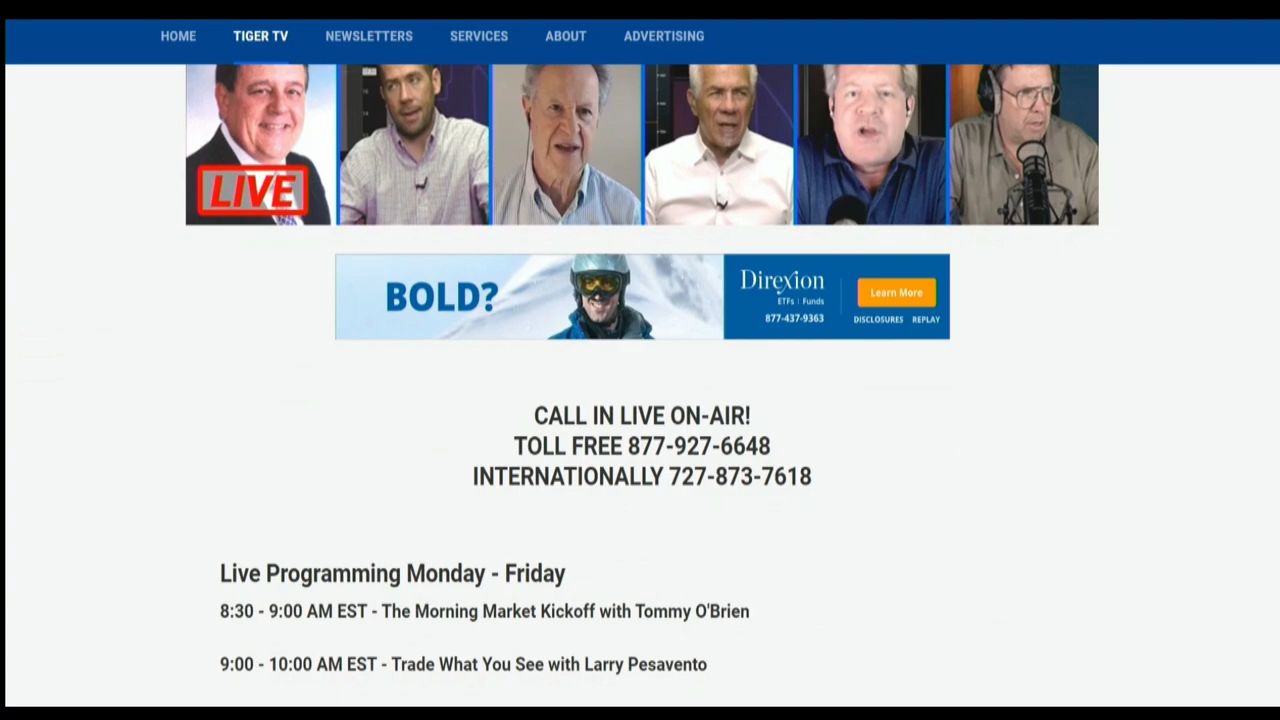 HOME TIGER TV NEWSLETTERS SERVICES ABOUT ADVERTISING
LIVE
BOLD?
Direxion
ETFs | Funds
877-437-9363
Learn More
DISCLOSURES REPLAY
CALL IN LIVE ON-AIR!
TOLL FREE 877-927-6648
INTERNATIONALLY 727-873-7618
Live Programming Monday - Friday
8:30 - 9:00 AM EST - The Morning Market Kickoff with Tommy O'Brien
9:00 - 10:00 AM EST - Trade What You See with Larry Pesavento